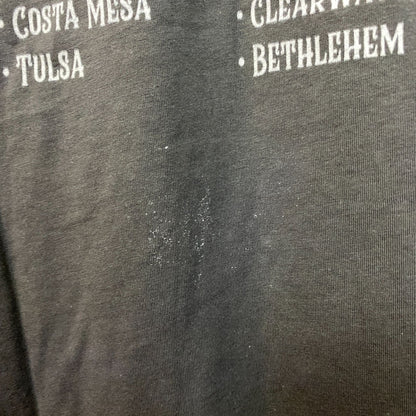 • COSTA MESA
• TULSA
• BETHLEHEM